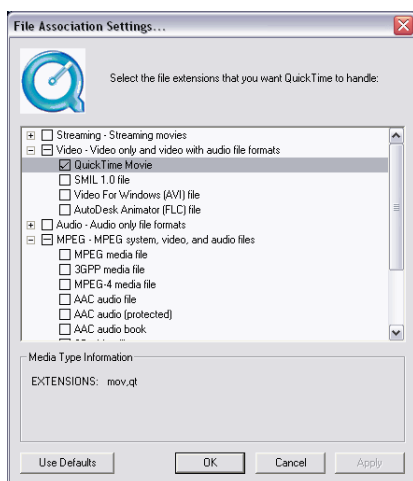 File Association Settings...
Select the file extensions that you want QuickTime to handle:
Streaming - Streaming movies
Video - Video only and video with audio file formats
QuickTime Movie
SMIL 1.0 file
Video For Windows (AVI) file
AutoDesk Animator (FLC) file
Audio - Audio only file formats
MPEG - MPEG system, video, and audio files
MPEG media file
3GPP media file
MPEG-4 media file
AAC audio file
AAC audio (protected)
AAC audio book
Media Type Information
EXTENSIONS: mov,qt
Use Defaults
OK
Cancel
Apply